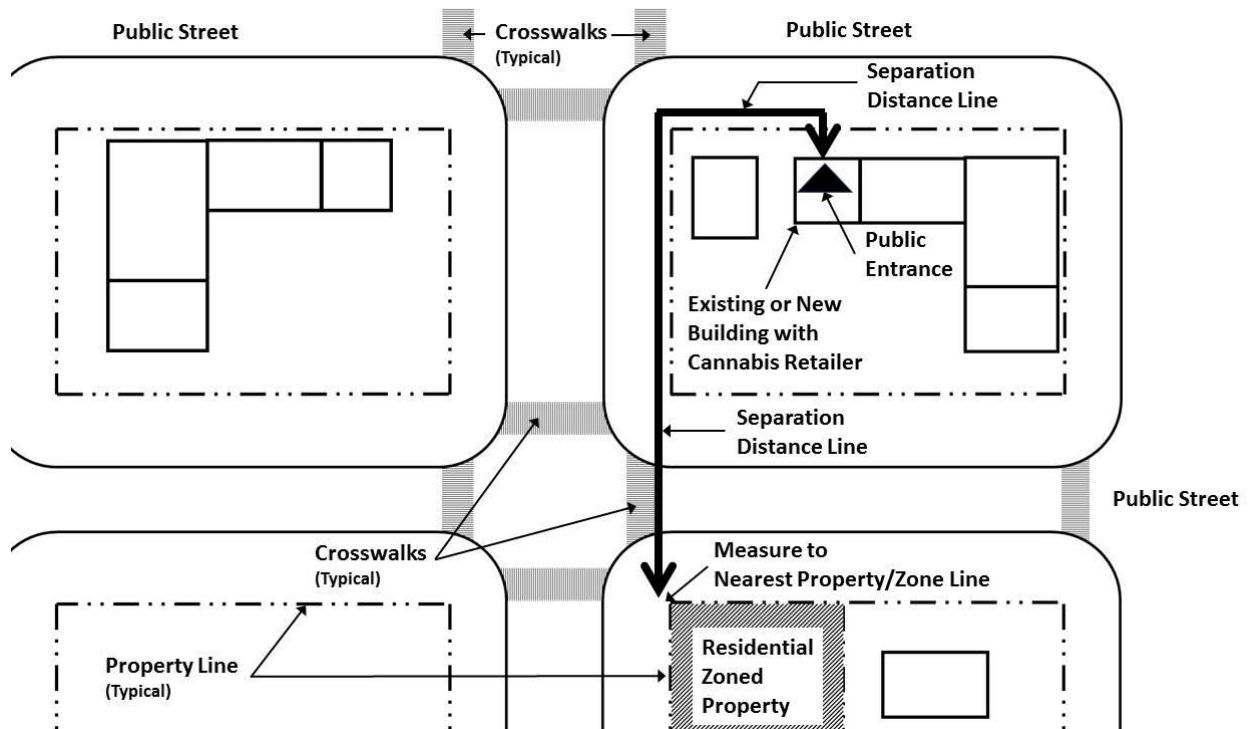 Public Street
Crosswalks
(Typical)
Public Street
Separation
Distance Line
Public
Entrance
Existing or New
Building with
Cannabis Retailer
Separation
Distance Line
Public Street
Crosswalks
(Typical)
Measure to
Nearest Property/Zone Line
Property Line
(Typical)
Residential
Zoned
Property